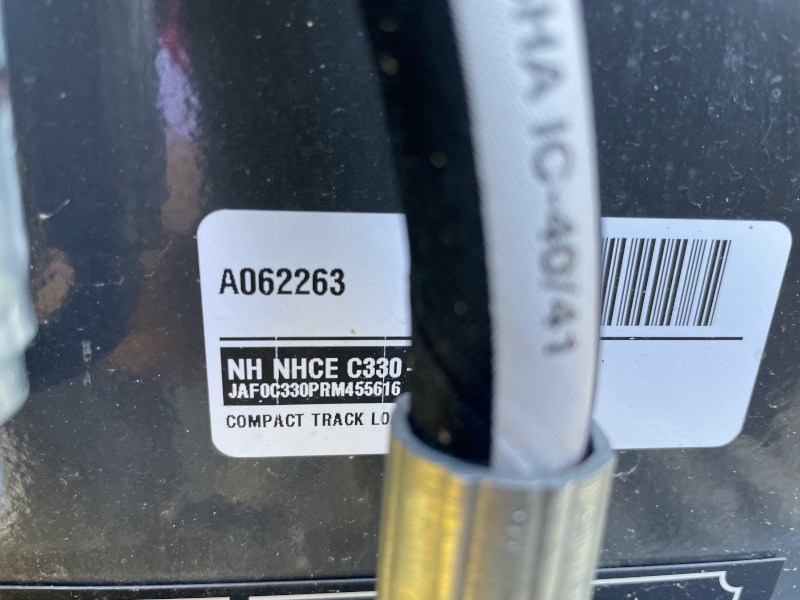 A062263
NH NHCE C330 -
JAF0C330PRM455616
COMPACT TRACK LO
HA IC-40/41